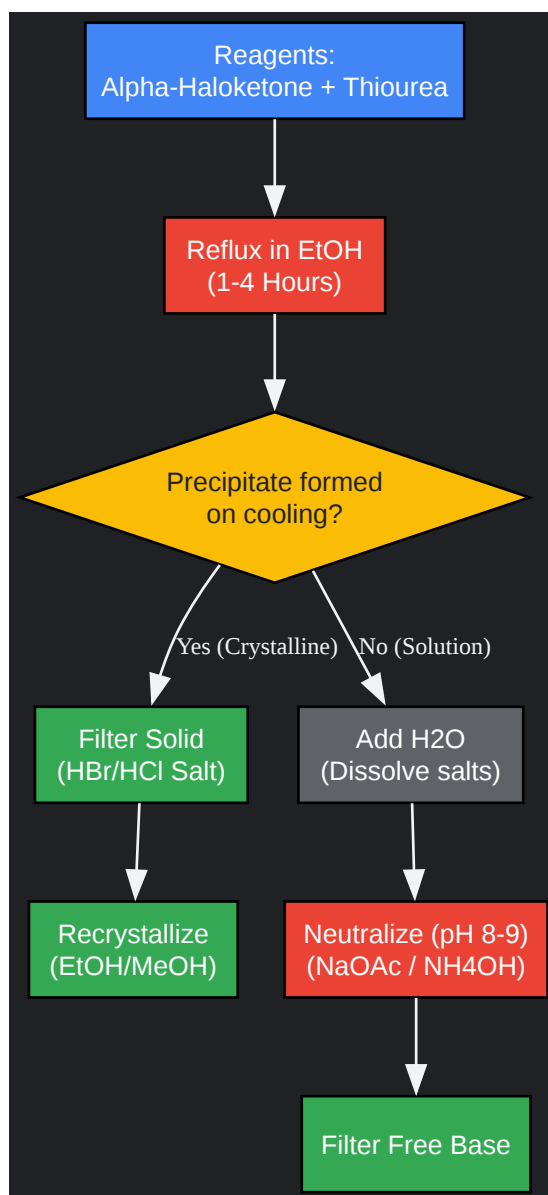 Reagents:
Alpha-Haloketone + Thiourea
Reflux in EtOH
(1-4 Hours)
Precipitate formed
on cooling?
Yes (Crystalline)
No (Solution)
Filter Solid
(HBr/HCl Salt)
Add H2O
(Dissolve salts)
Recrystallize
(EtOH/MeOH)
Neutralize (pH 8-9)
(NaOAc / NH4OH)
Filter Free Base